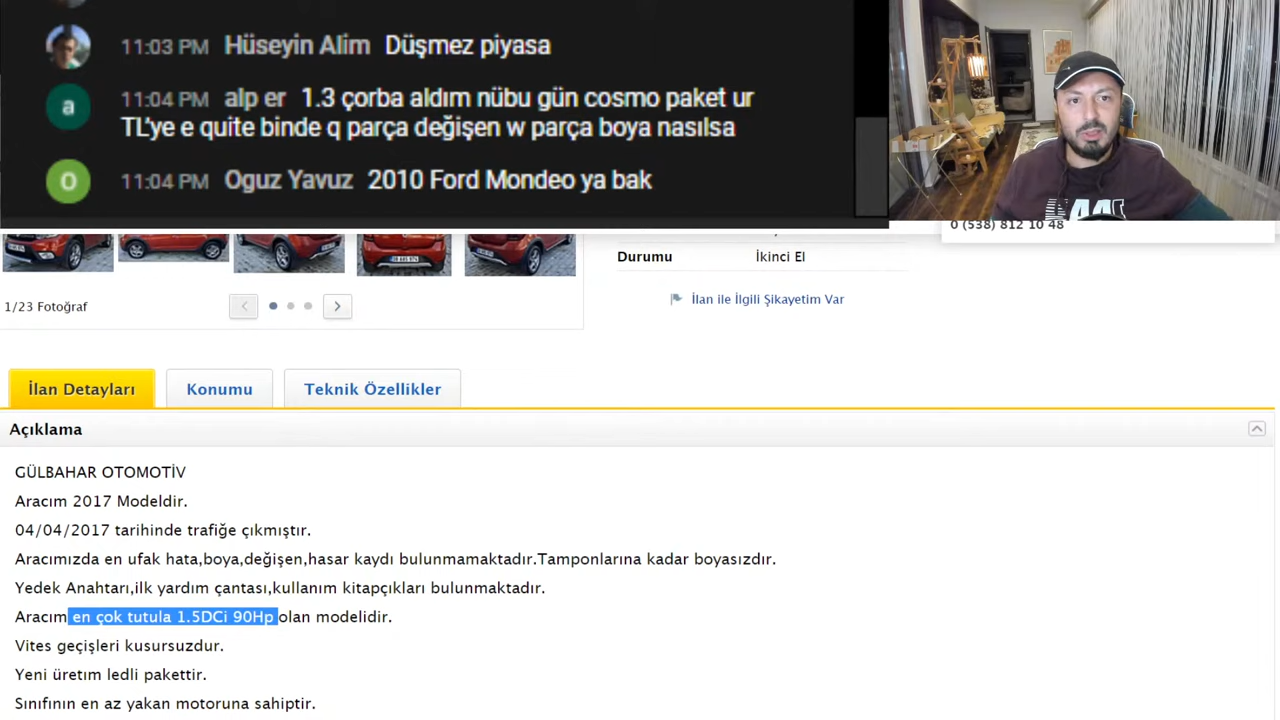 11:03 PM Hüseyin Alim Düşmez piyasa
11:04 PM alp er 1.3 çorba aldım nübu gün cosmo paket ur
TL'ye e quite binde q parça değişen w parça boya nasılsa
11:04 PM Oguz Yavuz 2010 Ford Mondeo ya bak
a
O
0 (538) 812 10 48
Durumu İkinci El
İlan ile İlgili Şikayetim Var
1/23 Fotoğraf
İlan Detayları Konumu Teknik Özellikler
Açıklama
GÜLBAHAR OTOMOTİV
Aracım 2017 Modeldir.
04/04/2017 tarihinde trafiğe çıkmıştır.
Aracımızda en ufak hata,boya,değişen,hasar kaydı bulunmamaktadır.Tamponlarına kadar boyasızdır.
Yedek Anahtarı,ilk yardım çantası,kullanım kitapçıkları bulunmaktadır.
Aracım en çok tutula 1.5DCi 90Hp olan modelidir.
Vites geçişleri kusursuzdur.
Yeni üretım ledli pakettir.
Sınıfının en az yakan motoruna sahiptir.